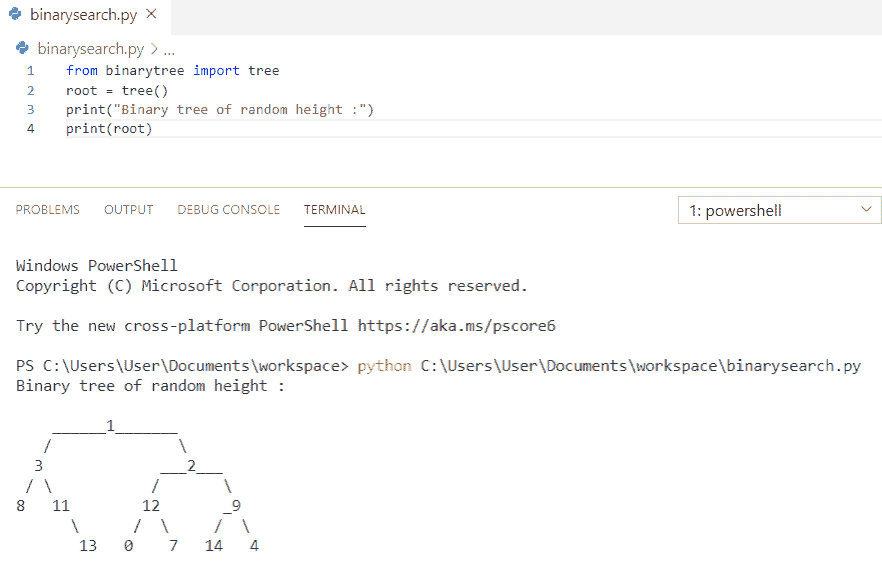 binarysearch.py ×
binarysearch.py > ...
1 from binarytree import tree
2 root = tree()
3 print("Binary tree of random height :")
4 print(root)
PROBLEMS OUTPUT DEBUG CONSOLE TERMINAL 1: powershell
Windows PowerShell
Copyright (C) Microsoft Corporation. All rights reserved.
Try the new cross-platform PowerShell https://aka.ms/pscore6
PS C:\Users\User\Documents\workspace> python C:\Users\User\Documents\workspace\binarysearch.py
Binary tree of random height :
    ______1_______
   /              \
  3             ___2___
 / \           /       \
8   11        12       _9
      \      /  \     /  \
       13   0    7   14   4